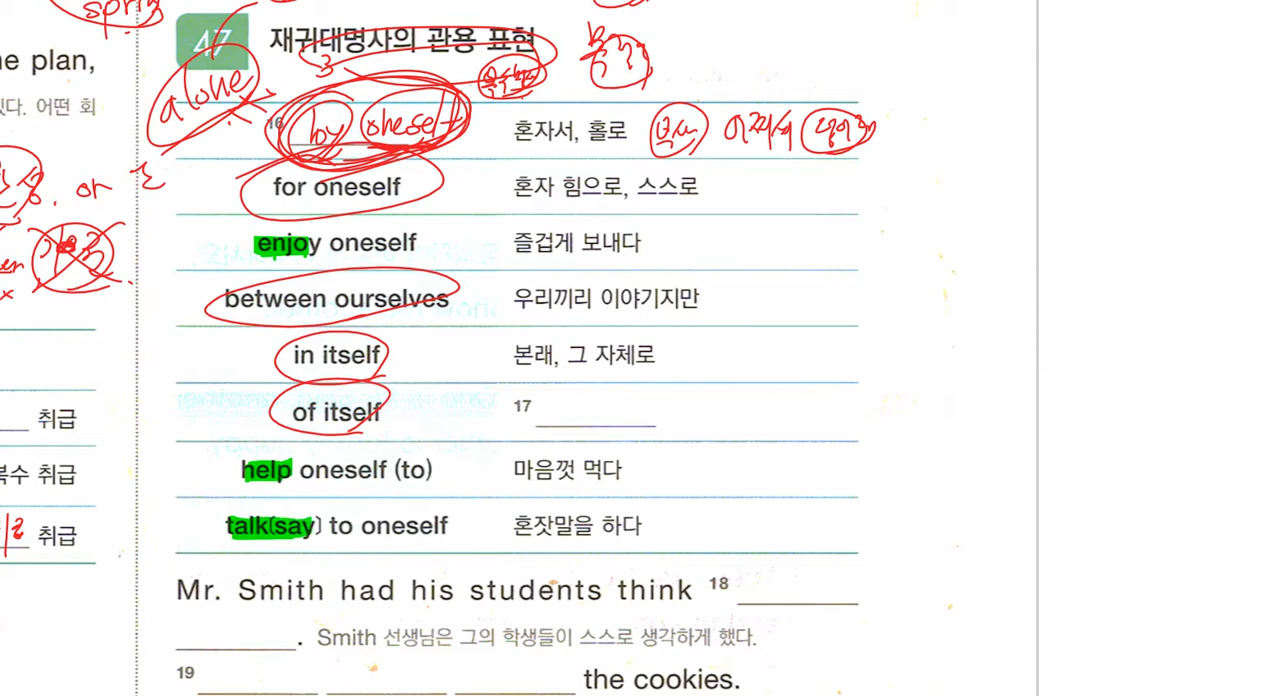 spring
ne plan,
있다. 어떤 회
or
취급
복수 취급
취급
47 재귀대명사의 관용 표현
alone
16 by oneself 혼자서, 홀로 부사
for oneself 혼자 힘으로, 스스로
enjoy oneself 즐겁게 보내다
between ourselves 우리끼리 이야기지만
in itself 본래, 그 자체로
of itself 17
help oneself (to) 마음껏 먹다
talk(say) to oneself 혼잣말을 하다
Mr. Smith had his students think 18
. Smith 선생님은 그의 학생들이 스스로 생각하게 했다.
19 the cookies.